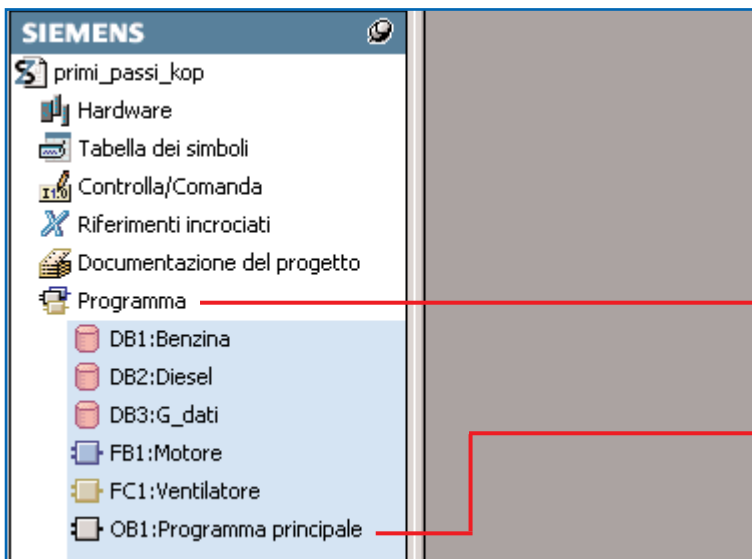 SIEMENS
primi_passi_kop
Hardware
Tabella dei simboli
Controlla/Comanda
Riferimenti incrociati
Documentazione del progetto
Programma
DB1:Benzina
DB2:Diesel
DB3:G_dati
FB1:Motore
FC1:Ventilatore
OB1:Programma principale